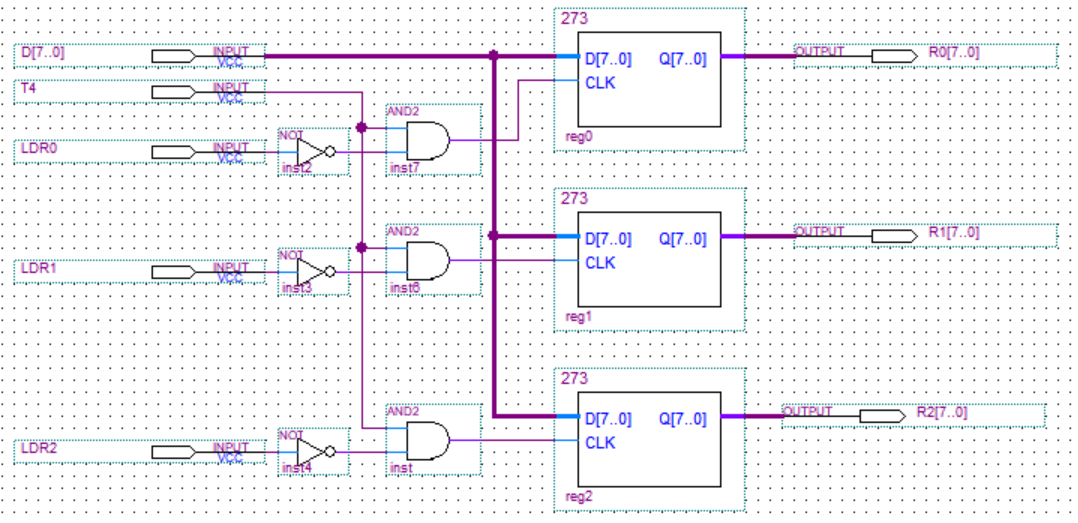 273
D[7..0]
INPUT
VCC
D[7..0]
Q[7..0]
OUTPUT
R0[7..0]
T4
INPUT
VCC
CLK
AND2
LDR0
INPUT
VCC
NOT
inst2
inst7
reg0
273
AND2
D[7..0]
Q[7..0]
OUTPUT
R1[7..0]
LDR1
INPUT
VCC
NOT
inst3
inst6
CLK
reg1
273
AND2
D[7..0]
Q[7..0]
OUTPUT
R2[7..0]
LDR2
INPUT
VCC
NOT
inst4
inst
CLK
reg2